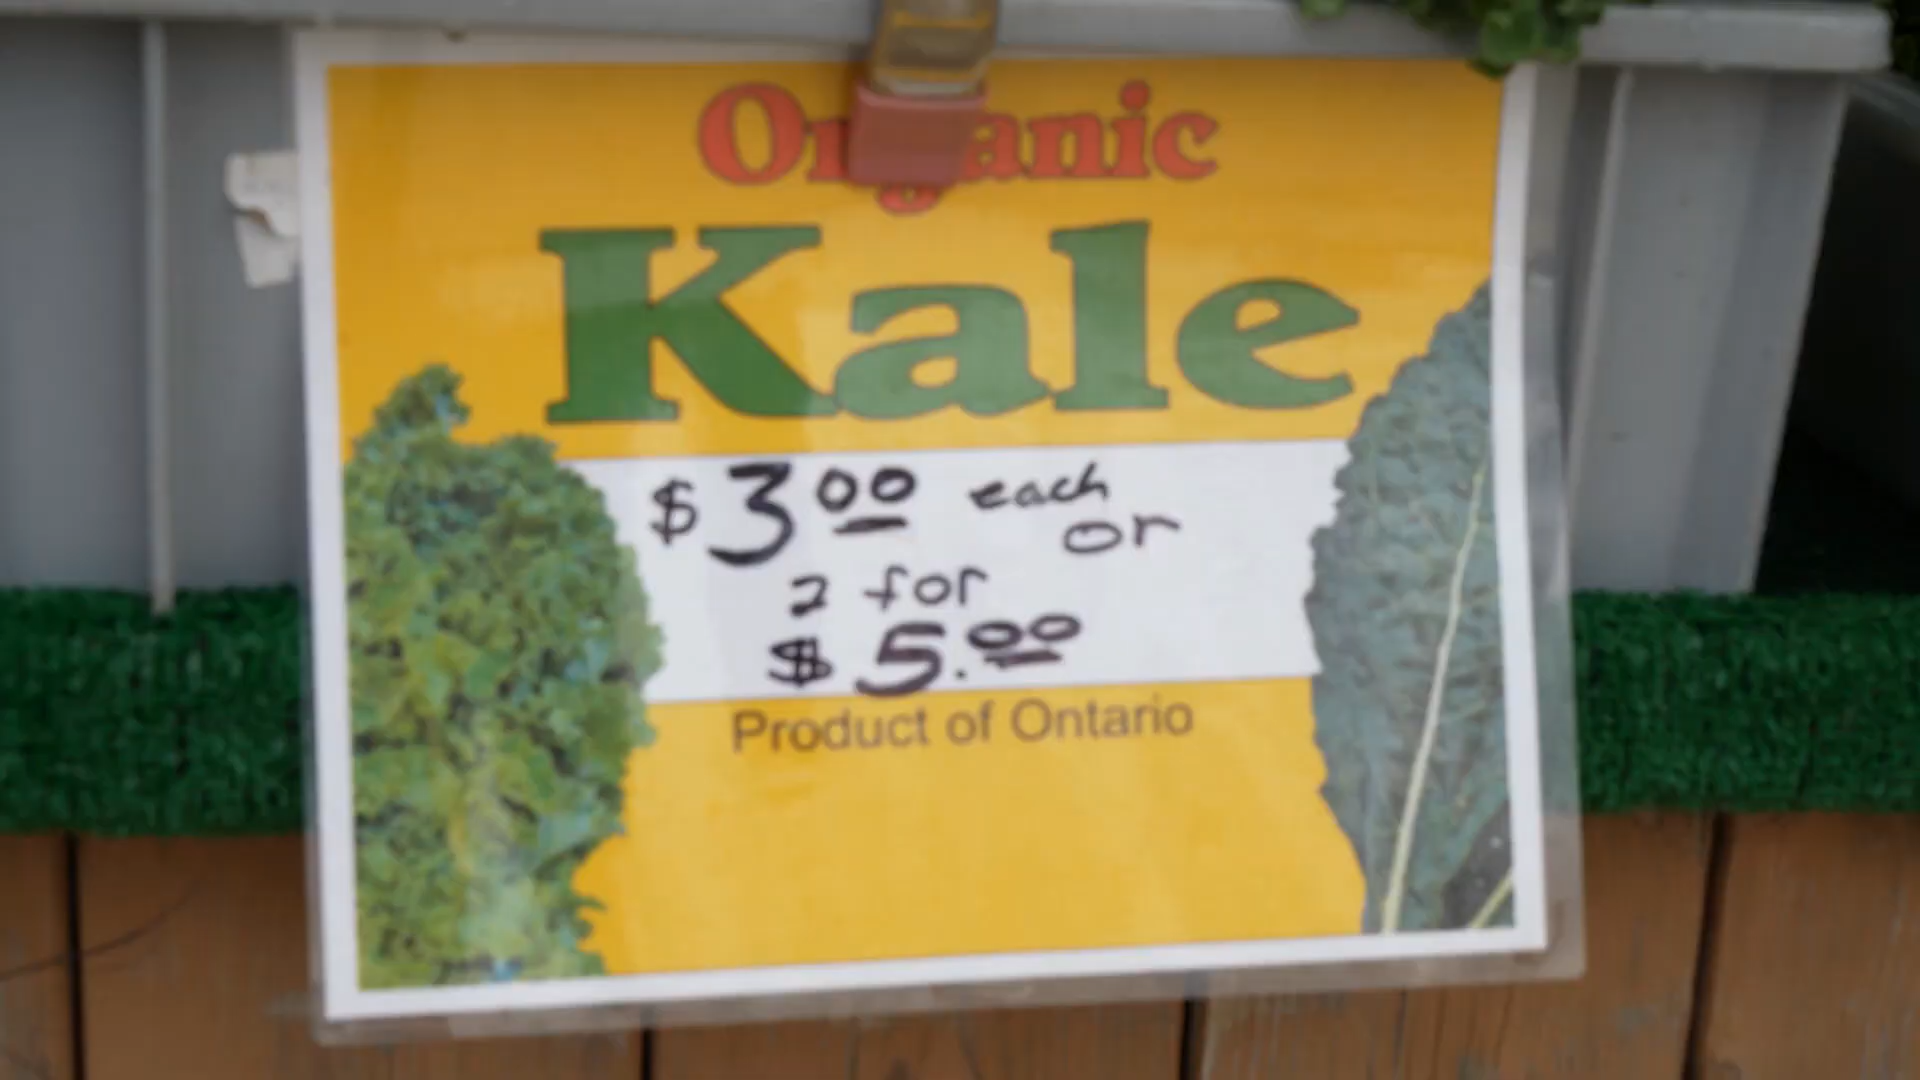 Organic
Kale
$3.00 each
or
2 for
$5.00
Product of Ontario